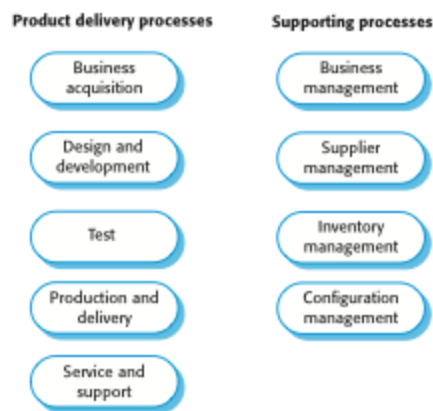 Product delivery processes
Supporting processes
Business
acquisition
Business
management
Design and
development
Supplier
management
Test
Inventory
management
Production and
delivery
Configuration
management
Service and
support